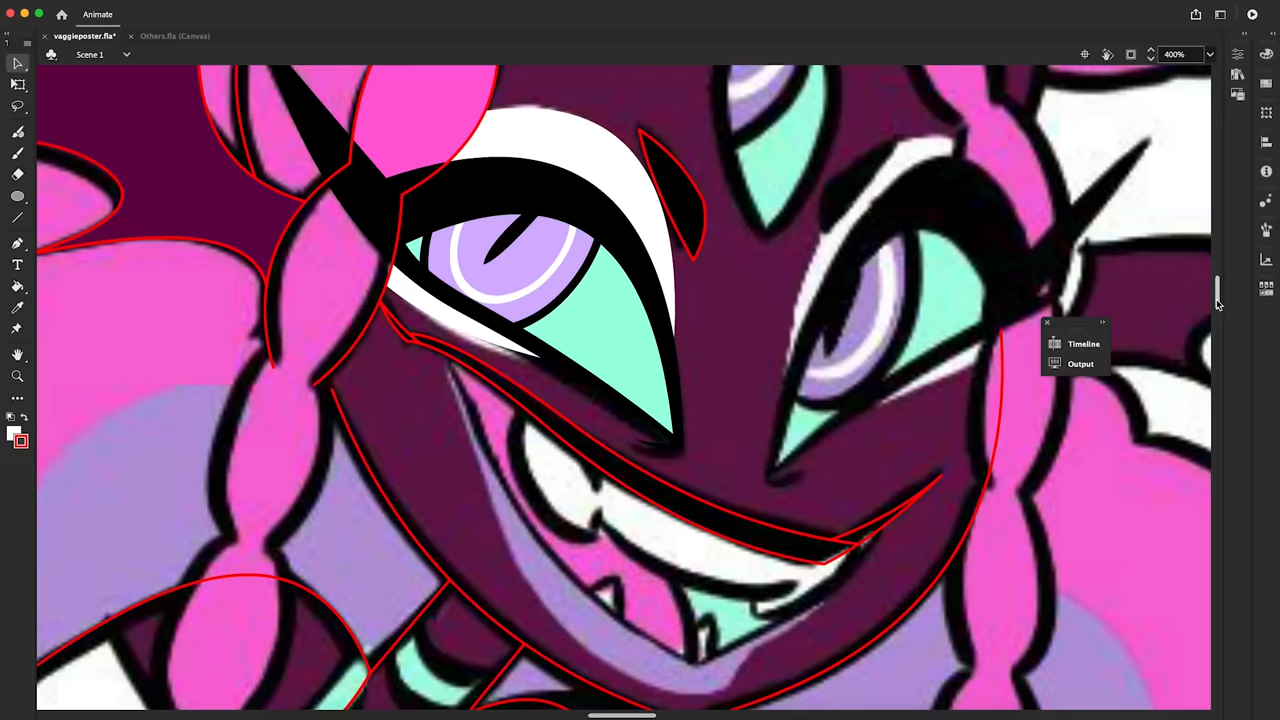 Animate
vaggieposter.fla*
Others.fla (Canvas)
Scene 1
400%
Timeline
Output